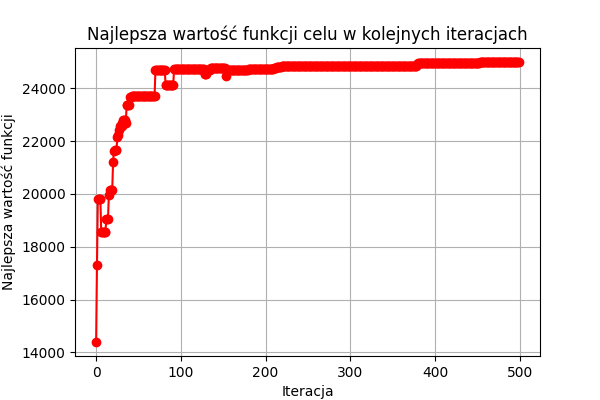 Najlepsza wartość funkcji celu w kolejnych iteracjach
Najlepsza wartość funkcji
24000
22000
20000
18000
16000
14000
0 100 200 300 400 500
Iteracja